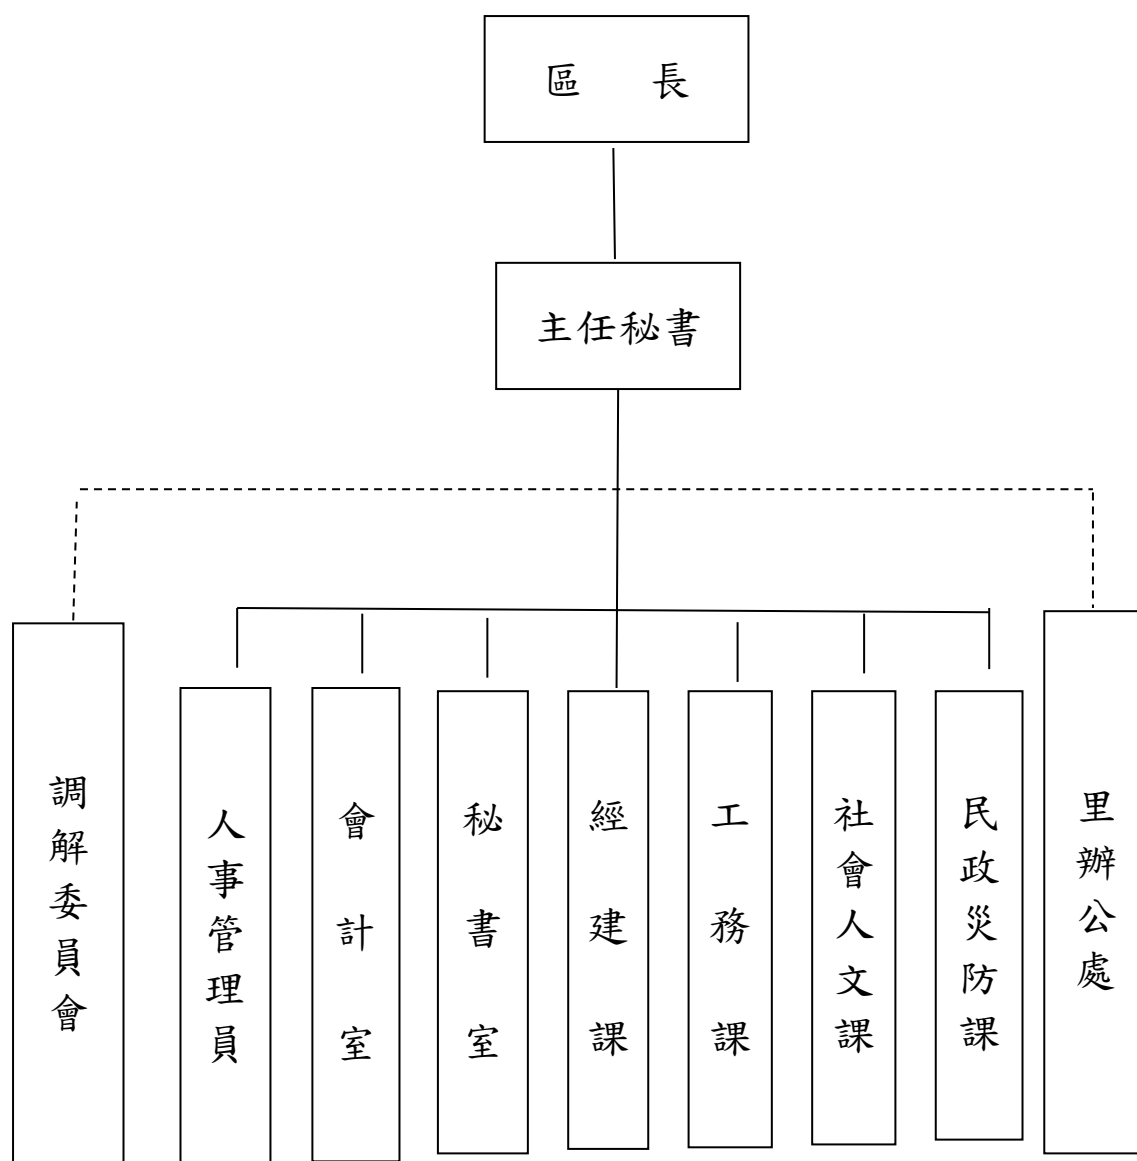 區長
主任秘書
調解委員會
人事管理員
會計室
秘書室
經建課
工務課
社會人文課
民政災防課
里辦公處